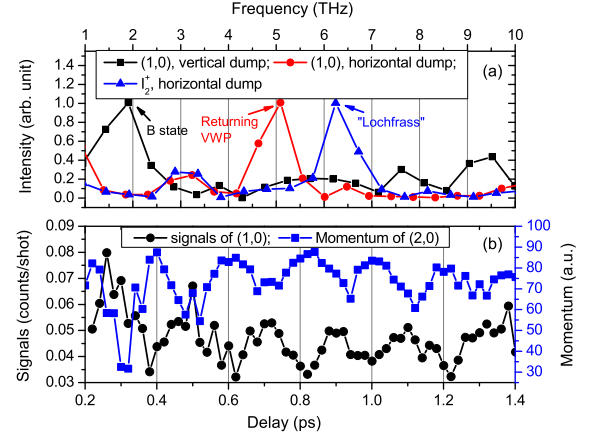 Frequency (THz)
1 2 3 4 5 6 7 8 9 10
(1,0), vertical dump; (1,0), horizontal dump;
I₂⁺, horizontal dump
(a)
1.4
1.2
1.0
0.8
0.6
0.4
0.2
0.0
Intensity (arb. unit)
B state
Returning
VWP
"Lochfrass"
signals of (1,0); Momentum of (2,0)
(b)
0.09
0.08
0.07
0.06
0.05
0.04
0.03
Signals (counts/shot)
100
90
80
70
60
50
40
30
Momentum (a.u.)
0.2 0.4 0.6 0.8 1.0 1.2 1.4
Delay (ps)